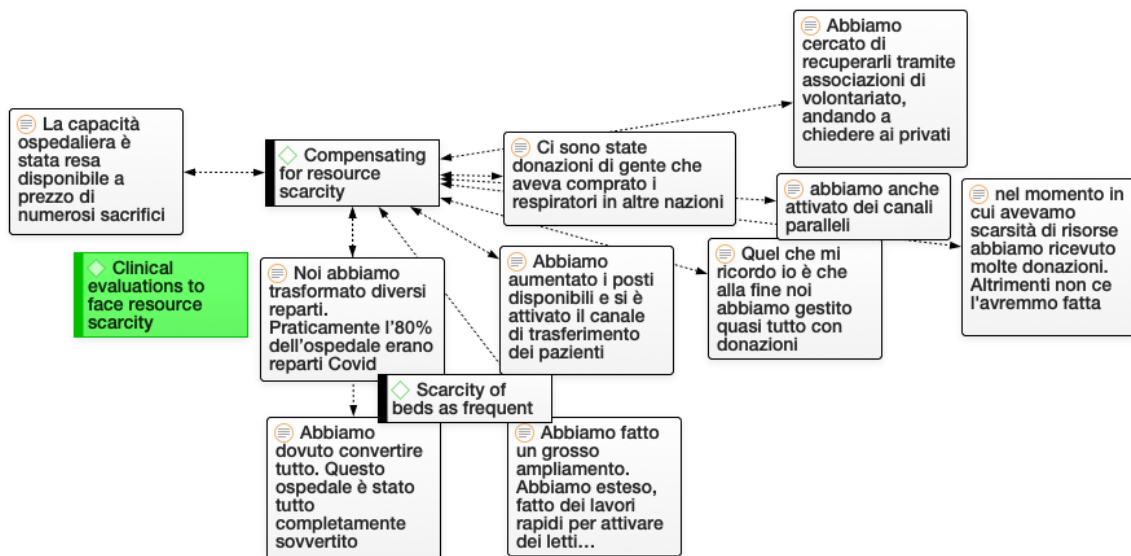 Abbiamo
cercato di
recuperarli tramite
associazioni di
volontariato,
andando a
chiedere ai privati
La capacità
ospedaliera è
stata resa
disponibile a
prezzo di
numerosi sacrifici
Compensating
for resource
scarcity
Ci sono state
donazioni di gente che
aveva comprato i
respiratori in altre nazioni
abbiamo anche
attivato dei canali
paralleli
nel momento in
cui avevamo
scarsità di risorse
abbiamo ricevuto
molte donazioni.
Altrimenti non ce
l'avremmo fatta
Clinical
evaluations to
face resource
scarcity
Noi abbiamo
trasformato diversi
reparti.
Praticamente l'80%
dell'ospedale erano
reparti Covid
Abbiamo
aumentato i posti
disponibili e si è
attivato il canale
di trasferimento
dei pazienti
Quel che mi
ricordo io è che
alla fine noi
abbiamo gestito
quasi tutto con
donazioni
Scarcity of
beds as frequent
Abbiamo
dovuto convertire
tutto. Questo
ospedale è stato
tutto
completamente
sovvertito
Abbiamo fatto
un grosso
ampliamento.
Abbiamo esteso,
fatto dei lavori
rapidi per attivare
dei letti…